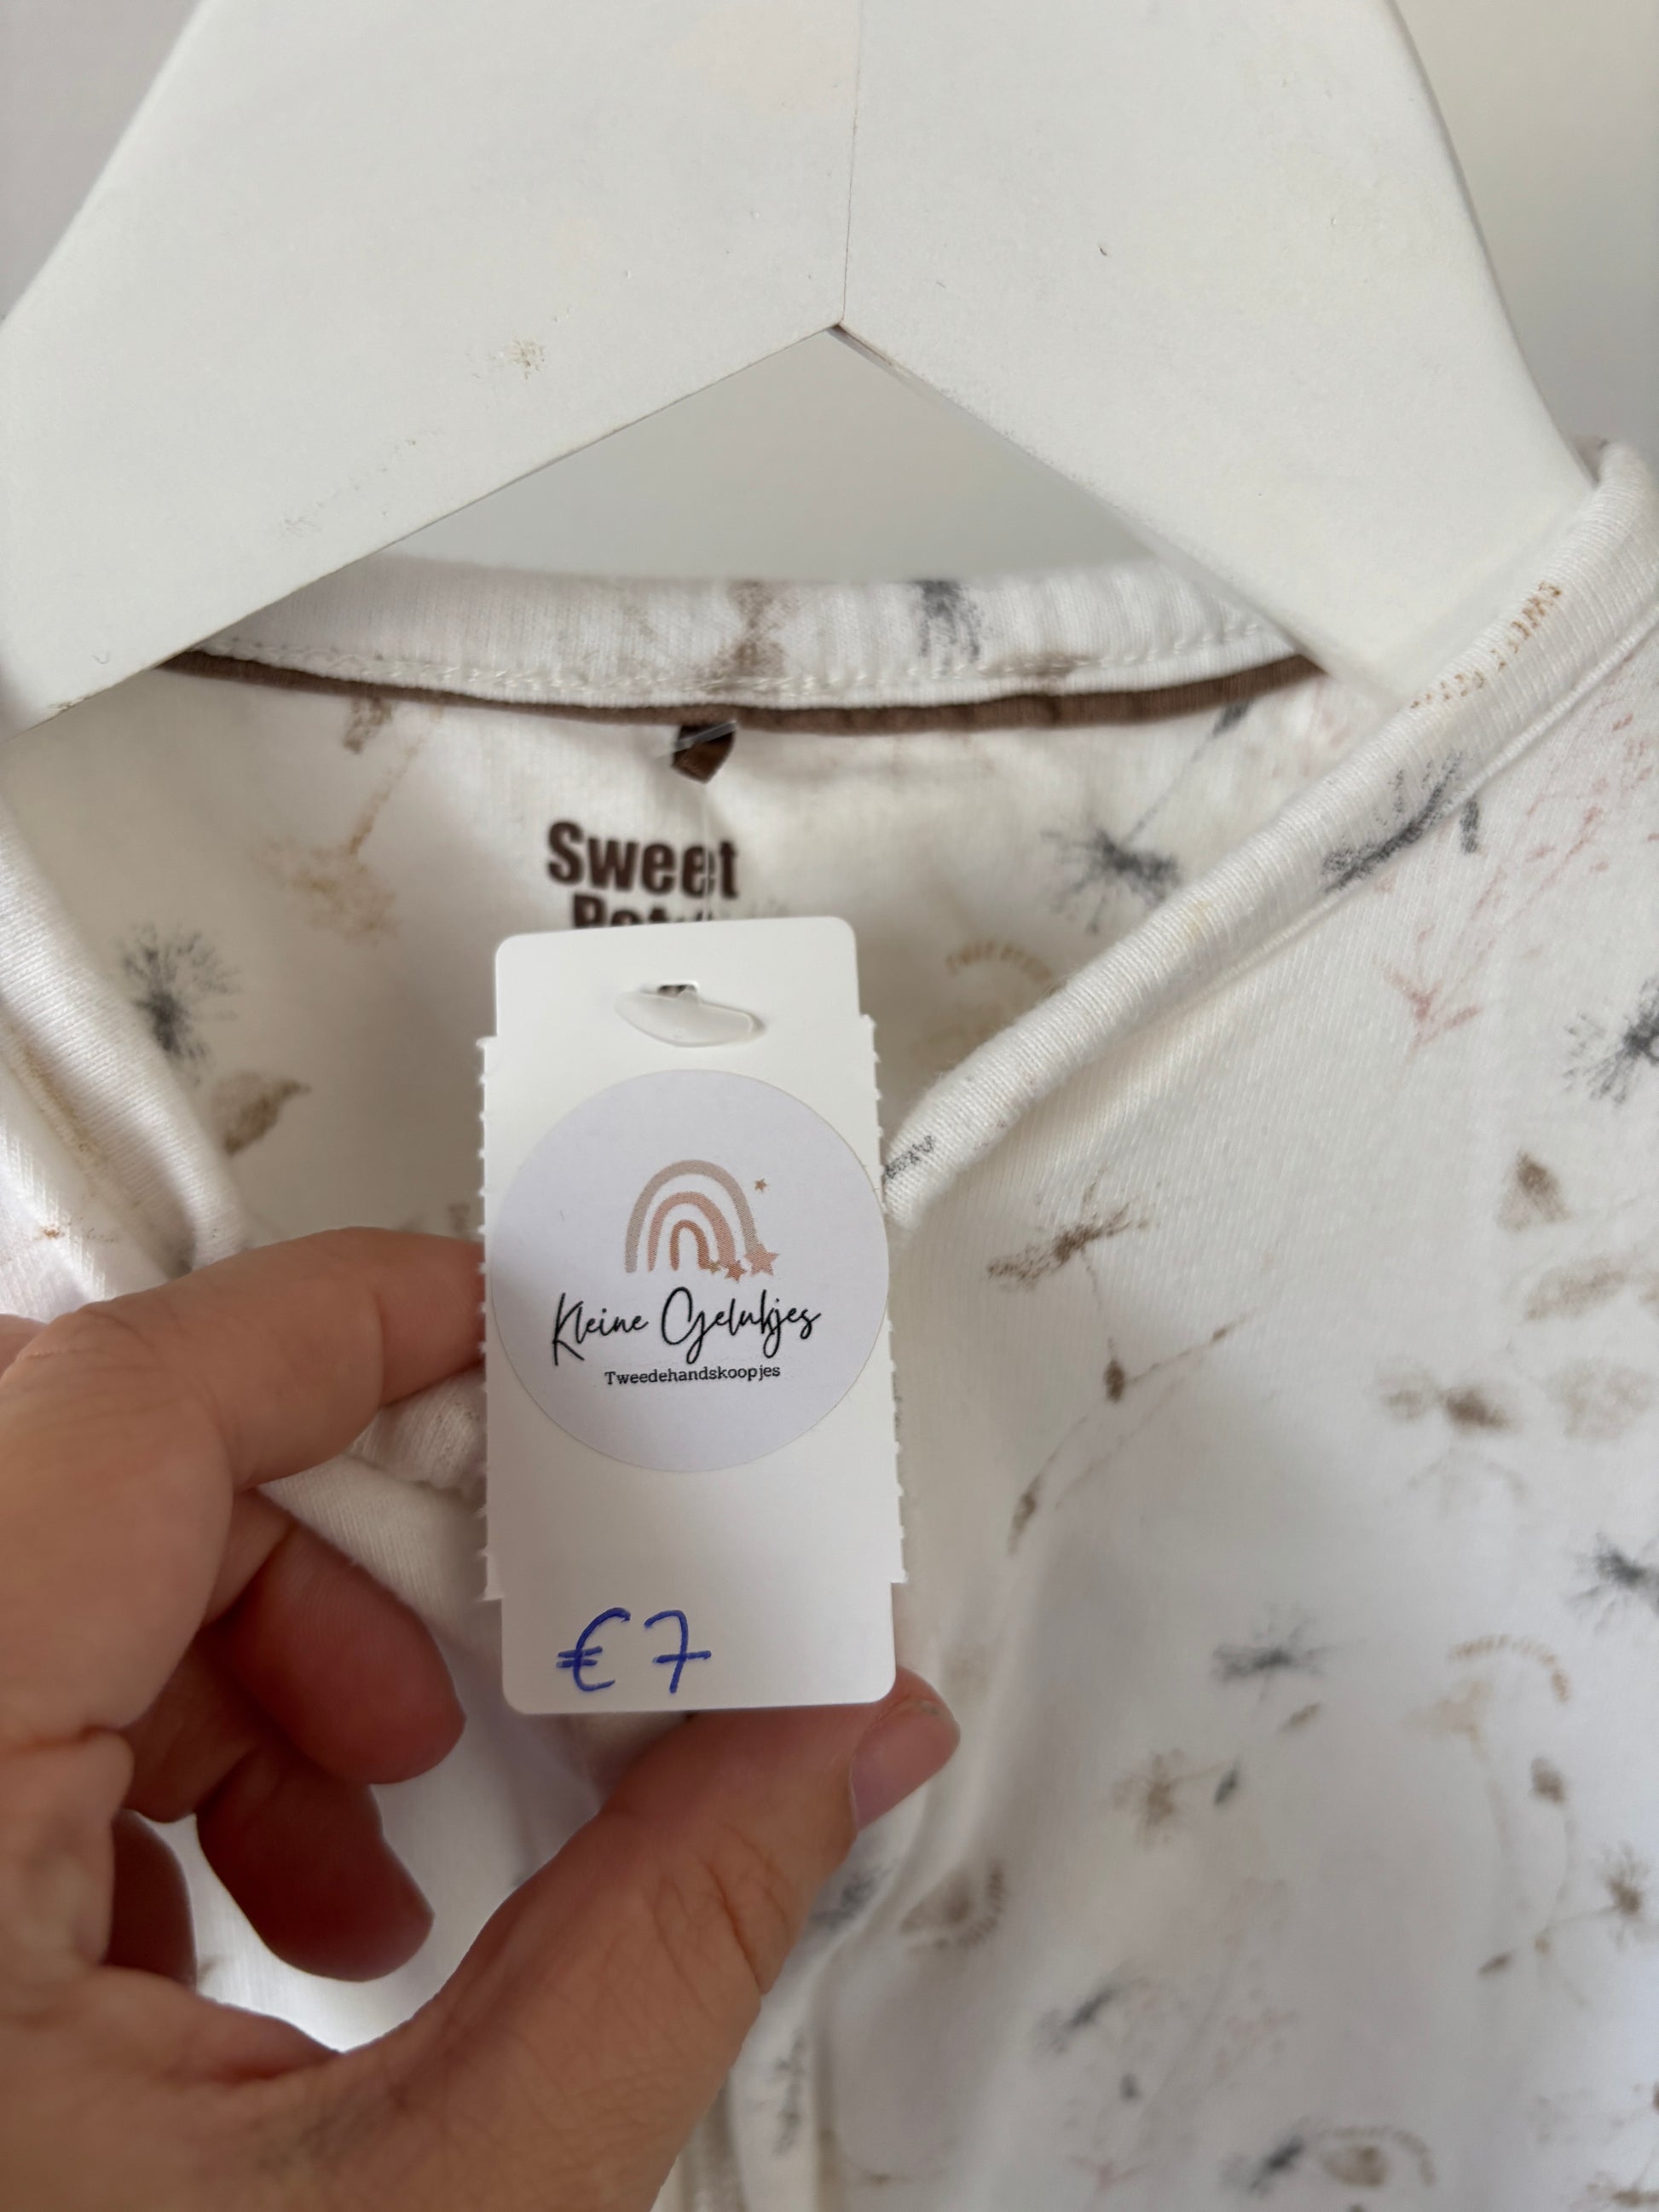 Sweet
Kleine Gelukjes
Tweedehandskoopjes
€7